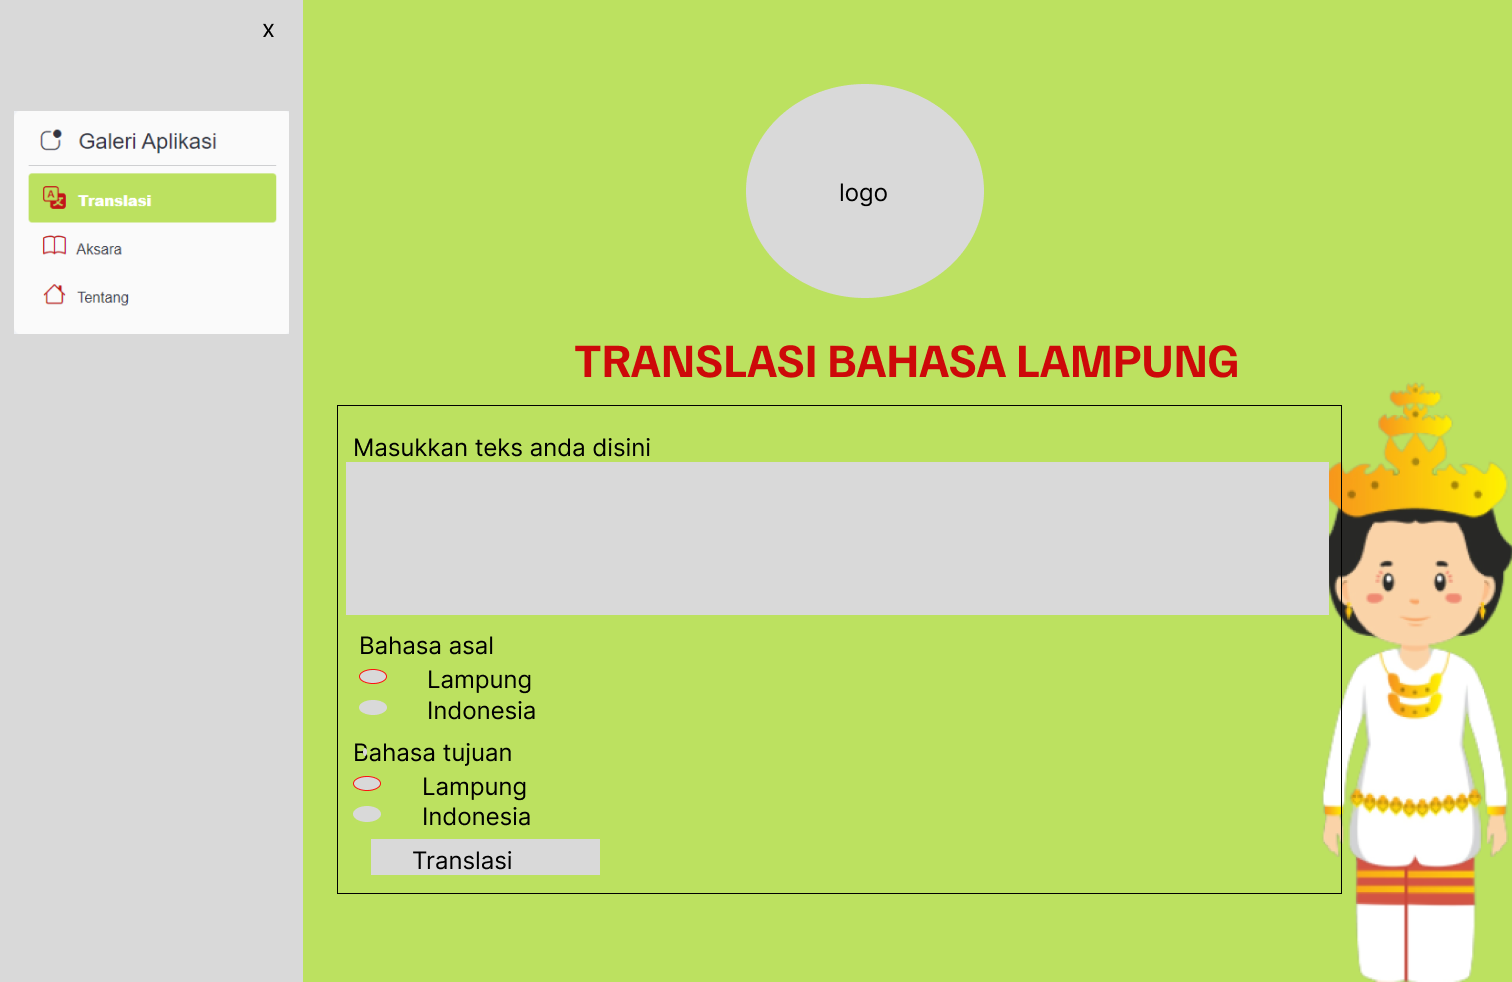 x
Galeri Aplikasi
Translasi
Aksara
Tentang
logo
TRANSLASI BAHASA LAMPUNG
Masukkan teks anda disini
Bahasa asal
Lampung
Indonesia
Bahasa tujuan
Lampung
Indonesia
Translasi